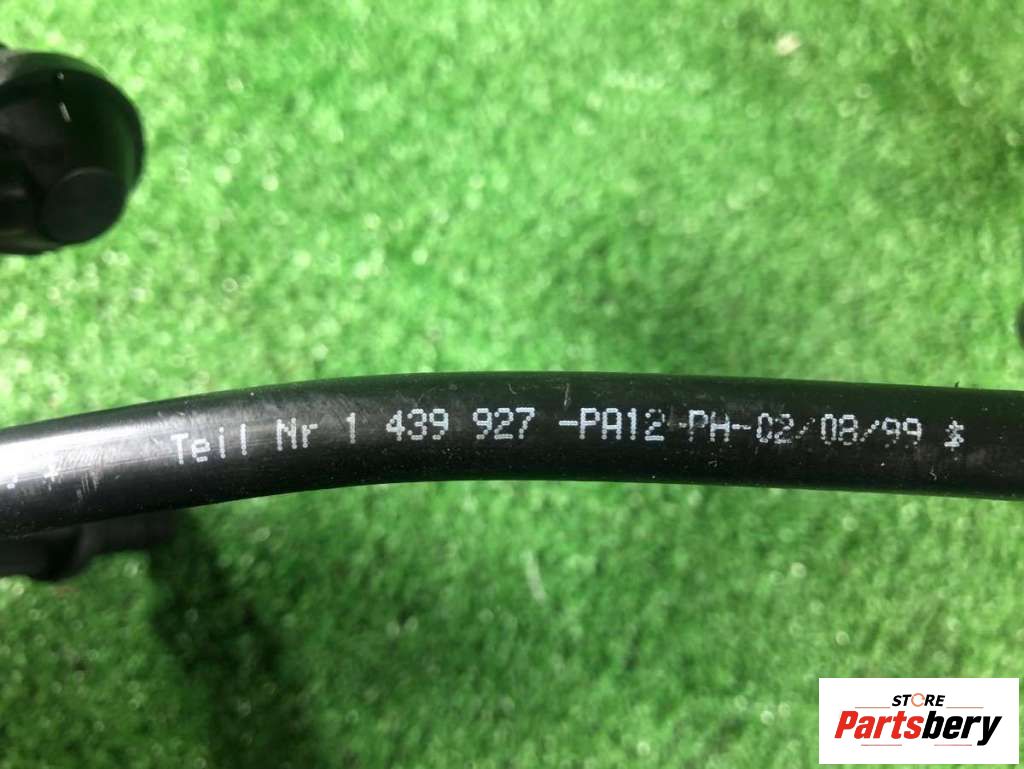 Teil Nr 1 439 927 -PA12-PH-02/08/99
STORE
Partsbery